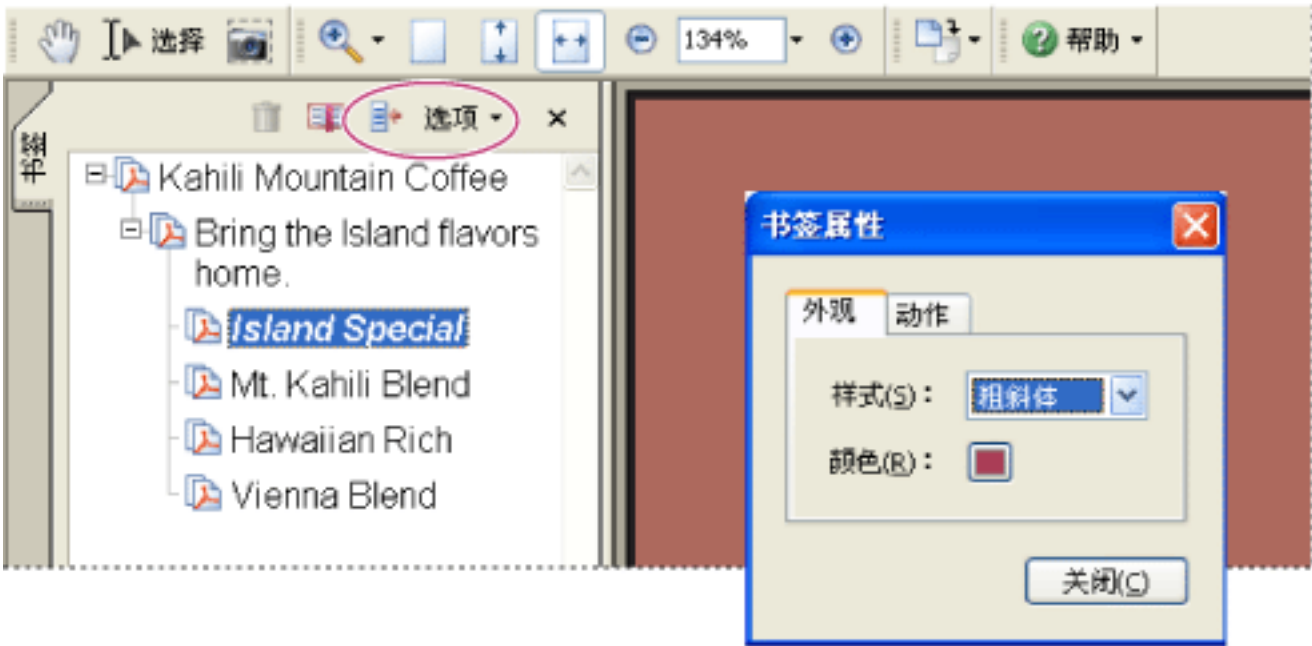 选择
134%
帮助
选项
书签
Kahili Mountain Coffee
Bring the Island flavors
home.
Island Special
Mt. Kahili Blend
Hawaiian Rich
Vienna Blend
书签属性
外观 动作
样式(S)： 粗斜体
颜色(R)：
关闭(C)